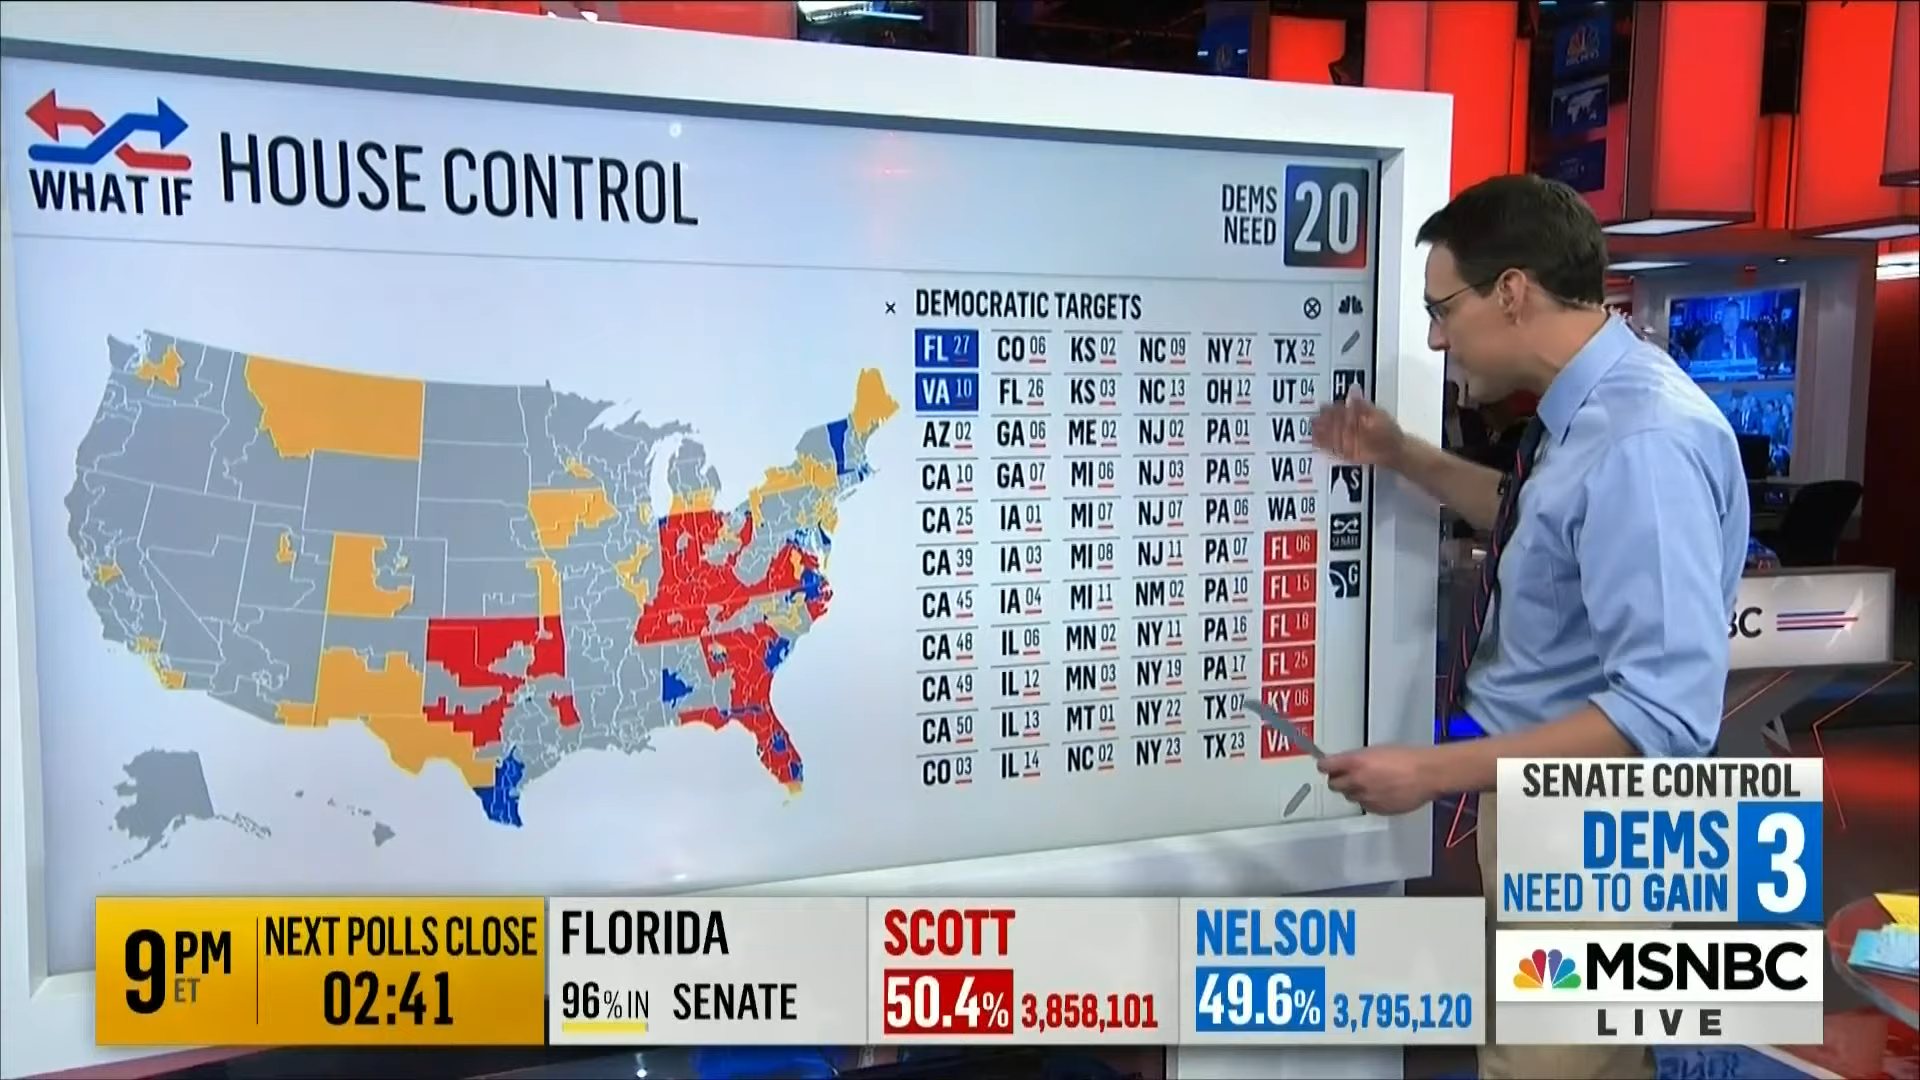 WHAT IF
HOUSE CONTROL
DEMS
NEED
20
× DEMOCRATIC TARGETS
FL 27 CO 06 KS 02 NC 09 NY 27 TX 32
VA 10 FL 26 KS 03 NC 13 OH 12 UT 04
AZ 02 GA 06 ME 02 NJ 02 PA 01 VA
CA 10 GA 07 MI 06 NJ 03 PA 05 VA 07
CA 25 IA 01 MI 07 NJ 07 PA 06 WA 08
CA 39 IA 03 MI 08 NJ 11 PA 07 FL 06
CA 45 IA 04 MI 11 NM 02 PA 10 FL 15
CA 48 IL 06 MN 02 NY 11 PA 16 FL
CA 49 IL 12 MN 03 NY 19 PA 17 FL 25
CA 50 IL 13 MT 01 NY 22 TX 07 KY 06
CO 03 IL 14 NC 02 NY 23 TX 23 VA
H
S
SENATE
G
BC
SENATE CONTROL
DEMS
NEED TO GAIN
3
9 PM
ET
NEXT POLLS CLOSE
02:41
FLORIDA
96% IN SENATE
SCOTT
50.4% 3,858,101
NELSON
49.6% 3,795,120
MSNBC
LIVE